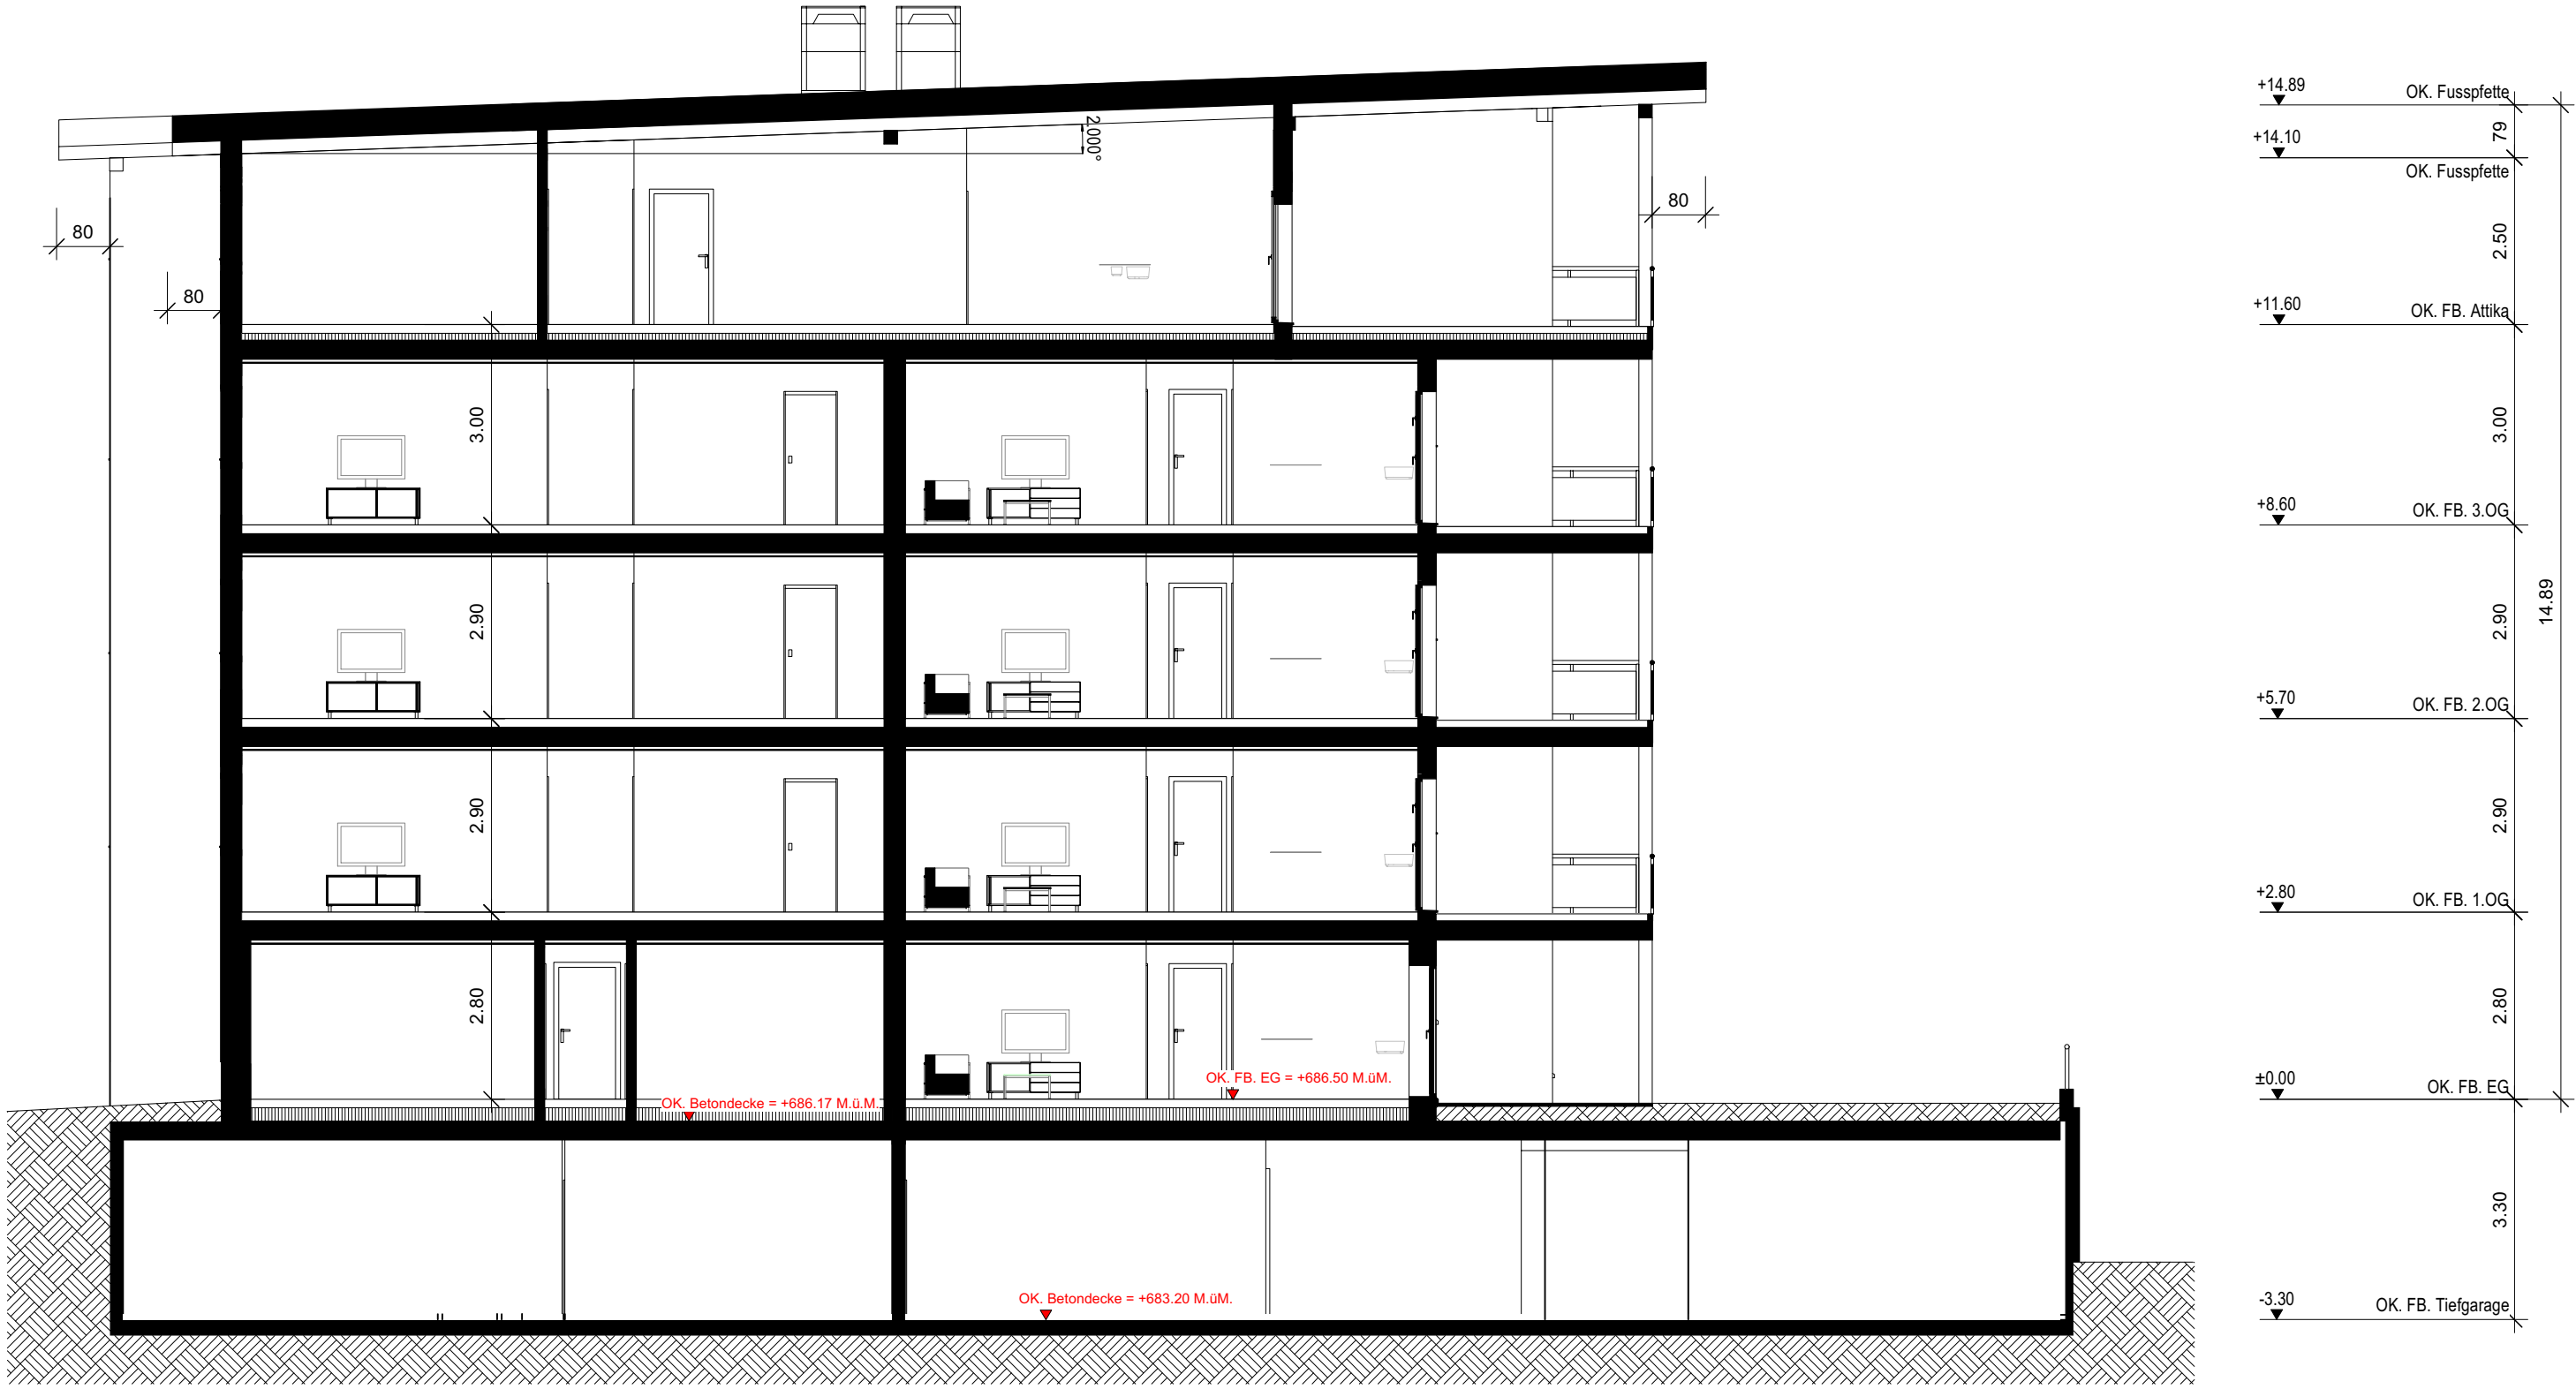 +14.89
OK. Fusspfette
79
+14.10
OK. Fusspfette
2.000°
80
80
80
2.50
+11.60
OK. FB. Attika
3.00
3.00
+8.60
OK. FB. 3.OG
2.90
2.90
14.89
+5.70
OK. FB. 2.OG
2.90
2.90
+2.80
OK. FB. 1.OG
2.80
2.80
OK. FB. EG = +686.50 M.üM.
±0.00
OK. FB. EG
OK. Betondecke = +686.17 M.ü.M.
3.30
OK. Betondecke = +683.20 M.üM.
-3.30
OK. FB. Tiefgarage